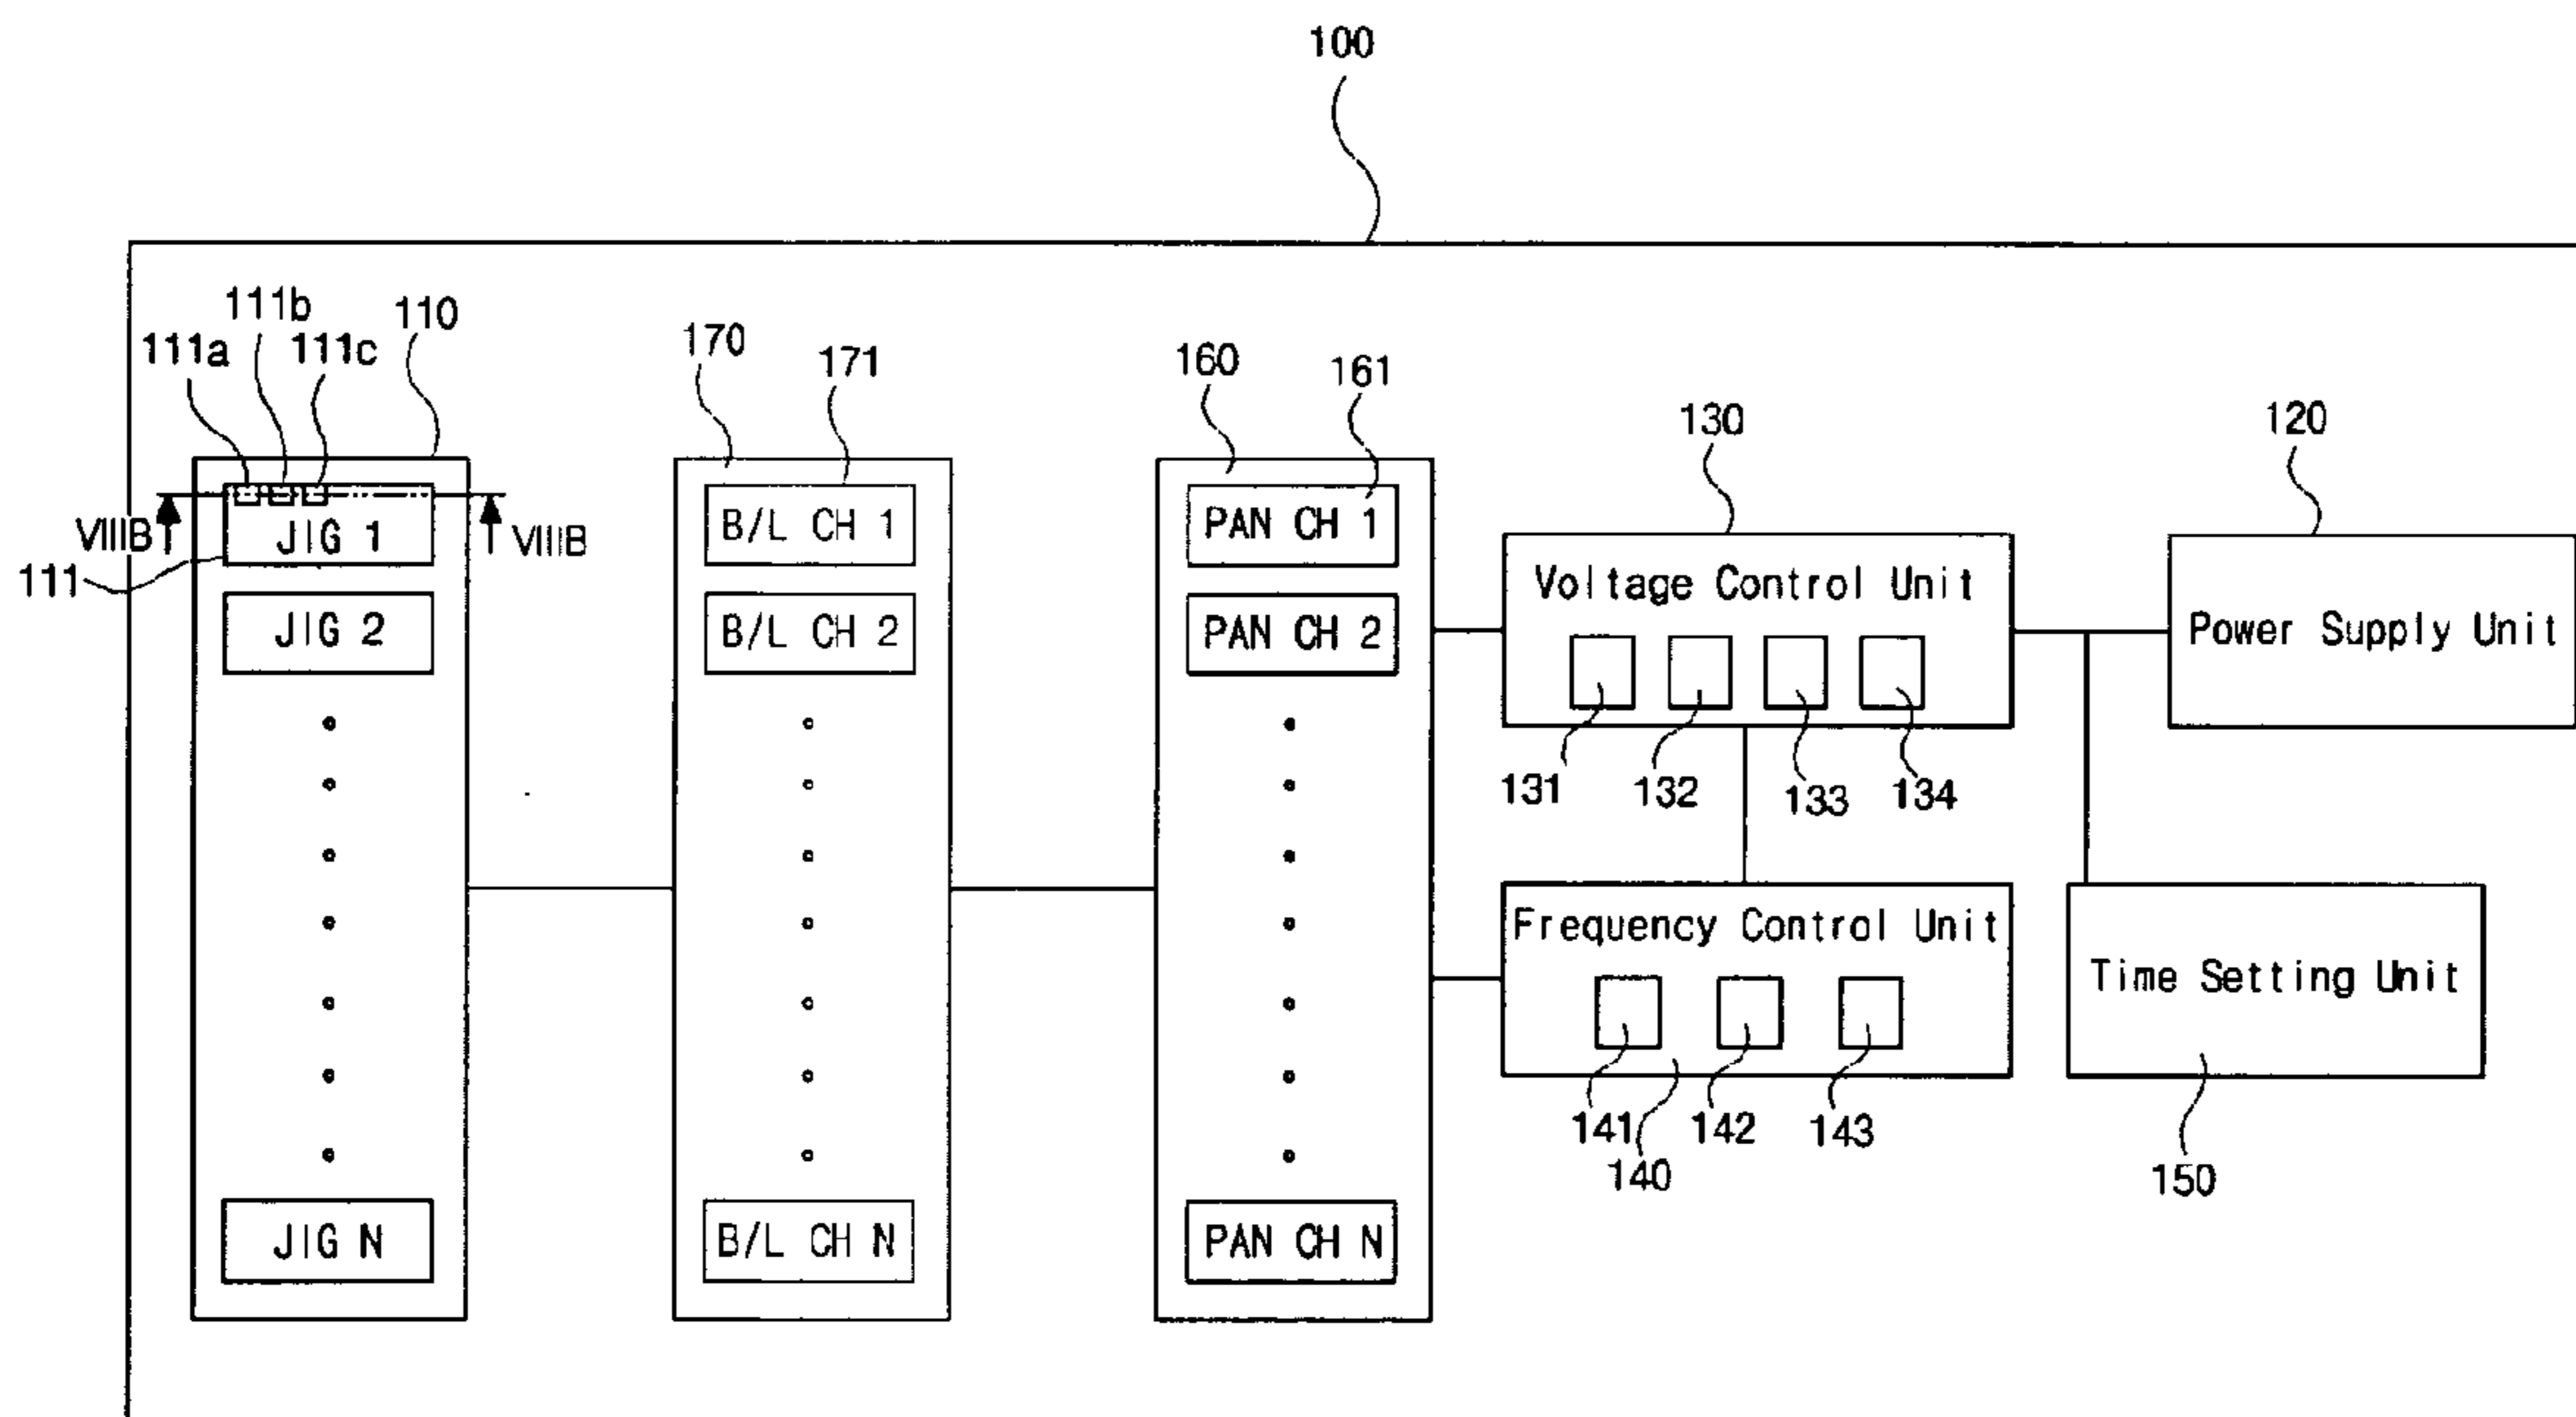 100
111b
110
111a
111c
170
171
160
161
130
120
VIIIB
VIIIB
JIG 1
111
JIG 2
JIG N
B/L CH 1
B/L CH 2
B/L CH N
PAN CH 1
PAN CH 2
PAN CH N
Voltage Control Unit
131
132
133
134
Power Supply Unit
Frequency Control Unit
141
142
143
140
Time Setting Unit
150